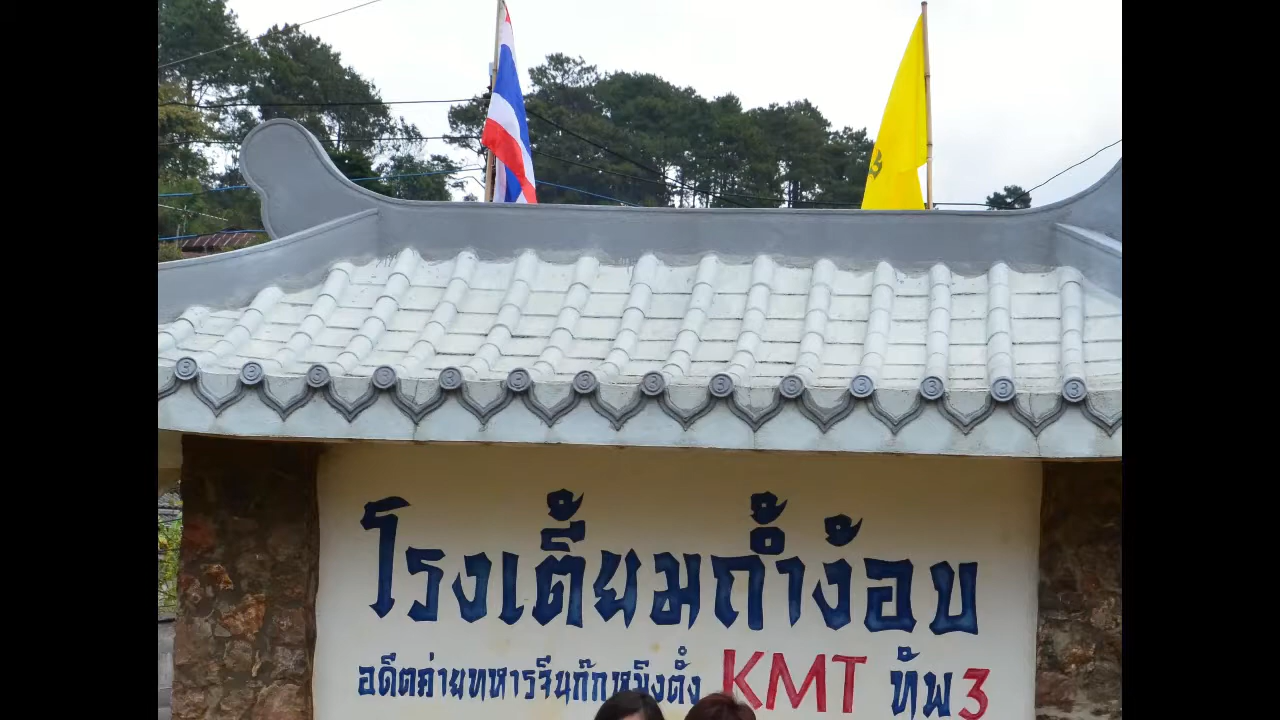 โรงเตี๊ยมถ้ำง้อบ
อดีตค่ายทหารจีนก๊กหมิงตั๋ง KMT ทัพ 3